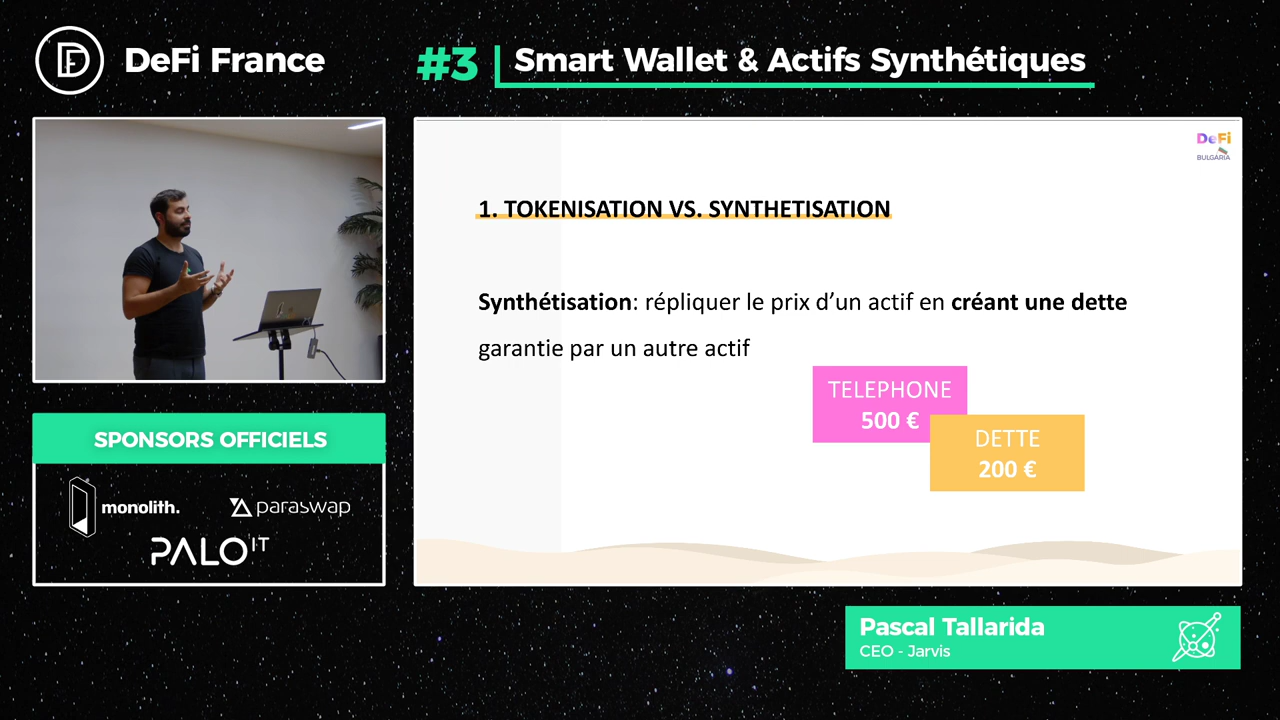 DeFi France
#3 Smart Wallet & Actifs Synthétiques
DeFi
BULGARIA
1. TOKENISATION VS. SYNTHETISATION
Synthétisation: répliquer le prix d’un actif en créant une dette
garantie par un autre actif
TELEPHONE
500 €
DETTE
200 €
SPONSORS OFFICIELS
monolith.
paraswap
PALO IT
Pascal Tallarida
CEO - Jarvis